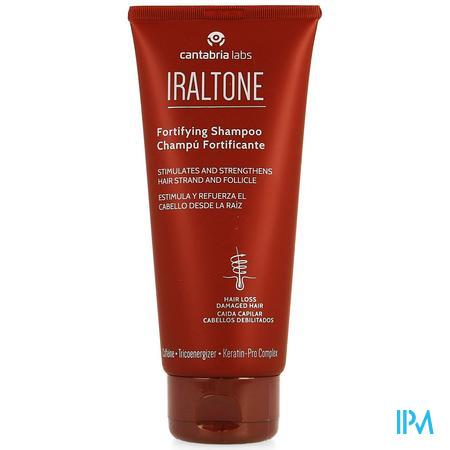 cantabria labs
IRALTONE
Fortifying Shampoo
Champú Fortificante
STIMULATES AND STRENGTHENS
HAIR STRAND AND FOLLICLE
ESTIMULA Y REFUERZA EL
CABELLO DESDE LA RAÍZ
HAIR LOSS
DAMAGED HAIR
CAIDA CAPILAR
CABELLOS DEBILITADOS
Caffeine • Tricoenergizer • Keratin-Pro Complex
IPM